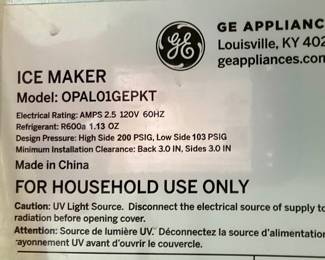 GE APPLIANC
Louisville, KY 402
geappliances.com
GE
ICE MAKER
Model: OPAL01GEPKT
Electrical Rating: AMPS 2.5 120V 60HZ
Refrigerant: R600a 1.13 OZ
Design Pressure: High Side 200 PSIG, Low Side 103 PSIG
Minimum Installation Clearance: Back 3.0 IN, Sides 3.0 IN
Made in China
FOR HOUSEHOLD USE ONLY
Caution: UV Light Source. Disconnect the electrical source of supply to
radiation before opening cover.
Attention: Source de lumière UV. Déconnectez la source d'alimentation
rayonnement UV avant d'ouvrir le couvercle.